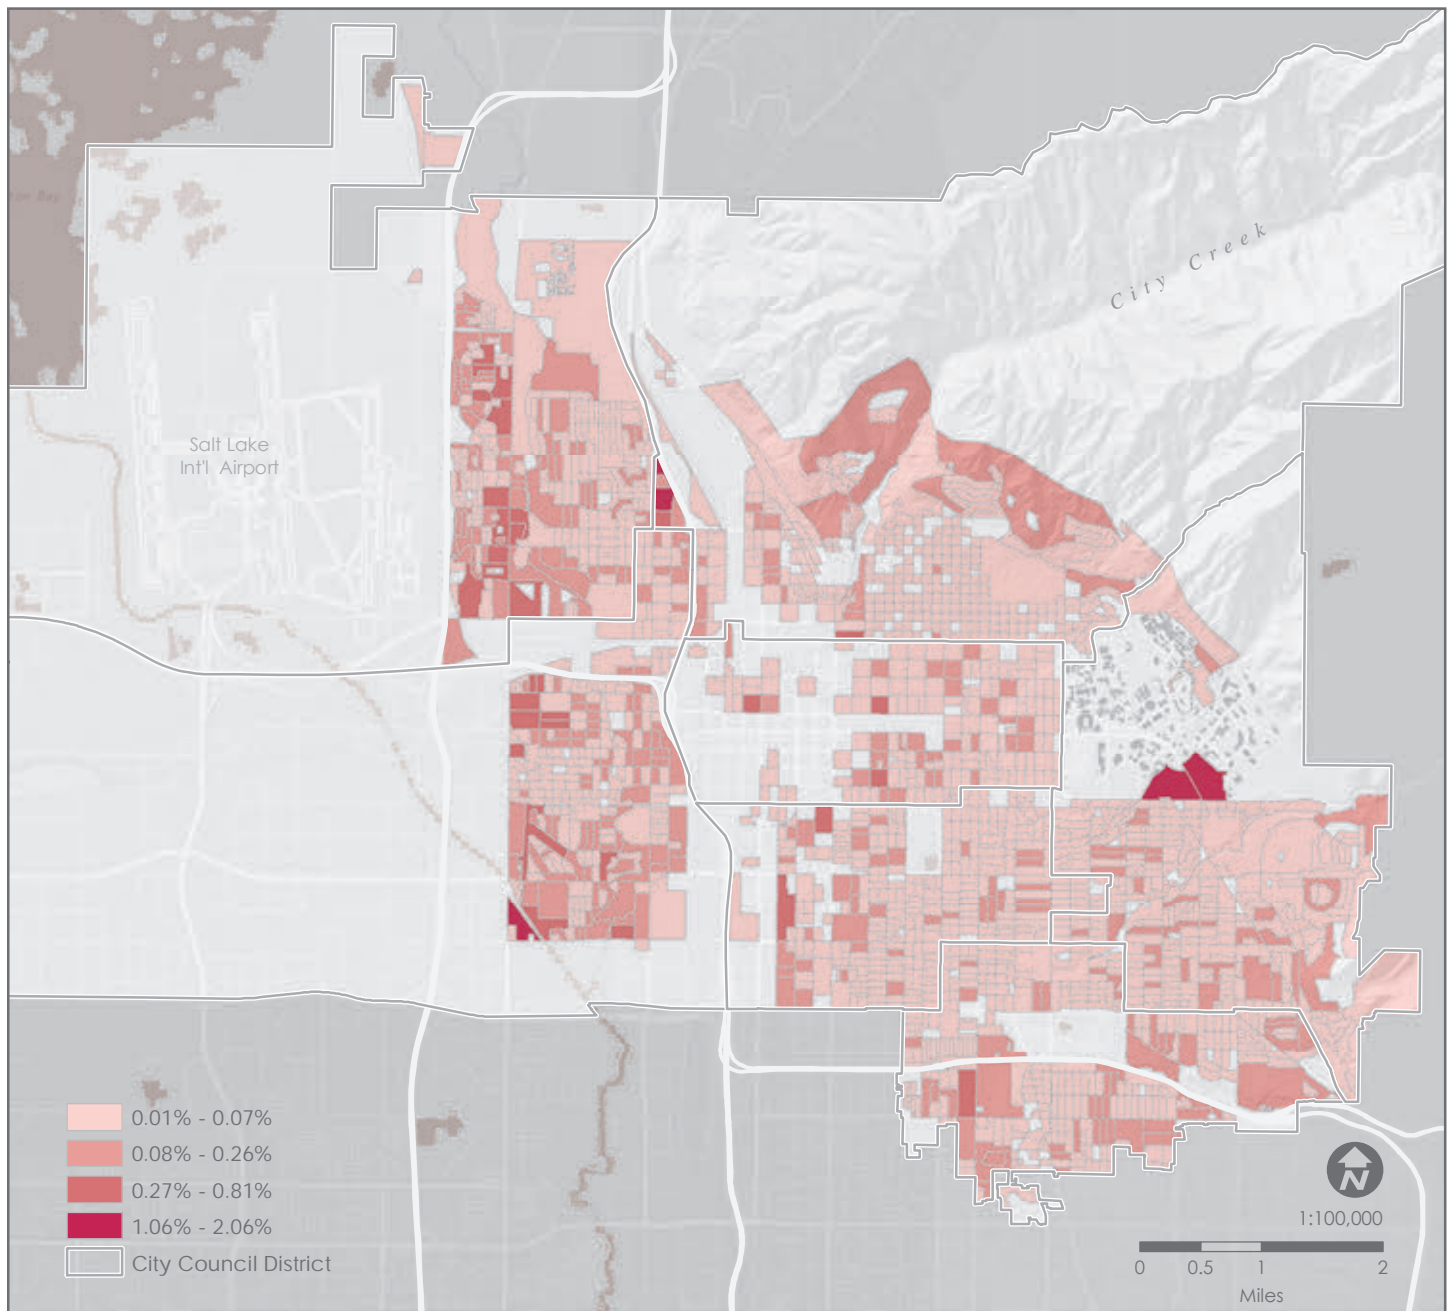 City Creek
Salt Lake
Int'l Airport
0.01% - 0.07%
0.08% - 0.26%
0.27% - 0.81%
1.06% - 2.06%
City Council District
N
1:100,000
0 0.5 1 2
Miles